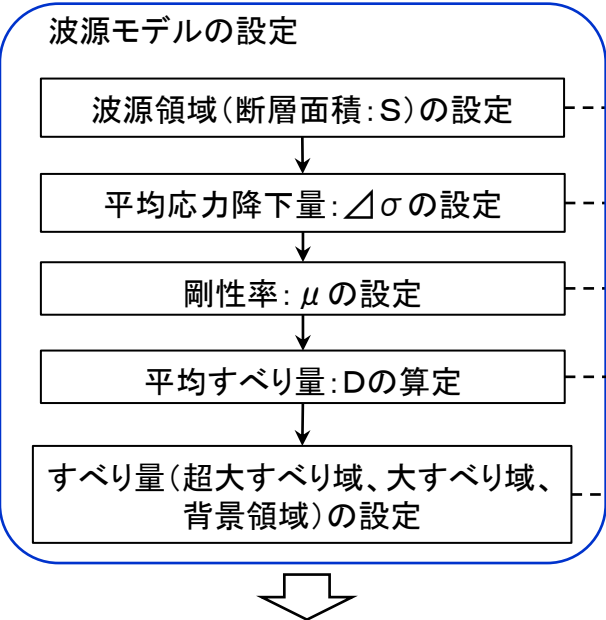 波源モデルの設定
波源領域(断層面積:S)の設定
平均応力降下量:⊿σの設定
剛性率:μの設定
平均すべり量:Dの算定
すべり量(超大すべり域、大すべり域、
背景領域)の設定